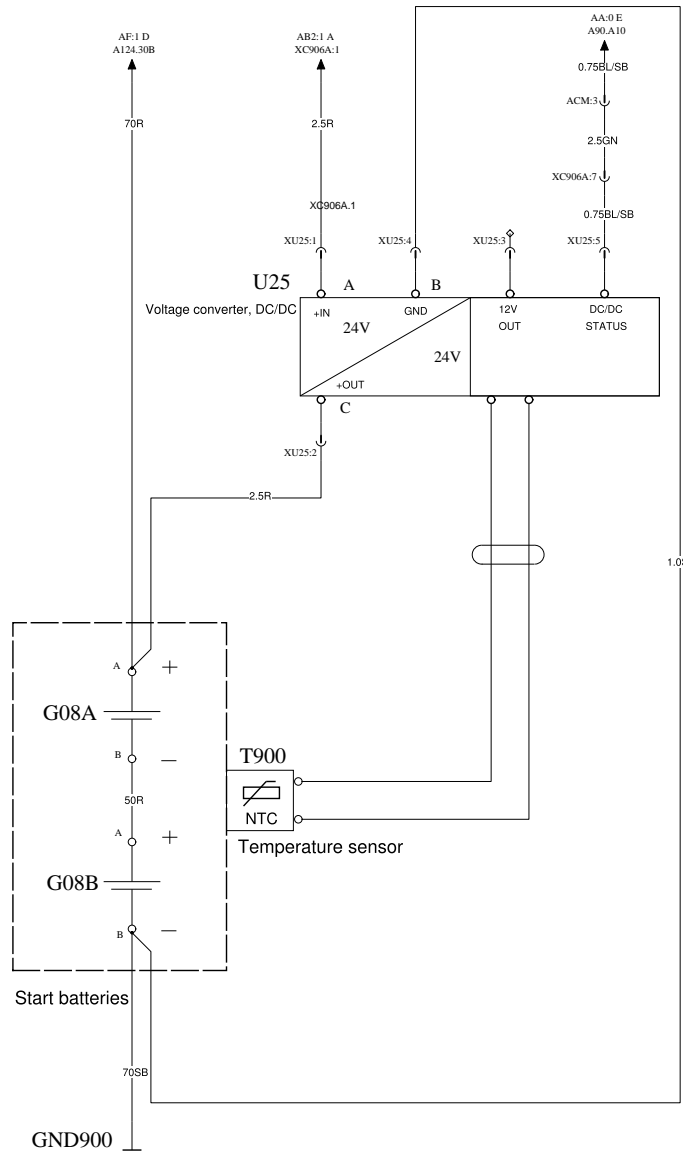 AF:1 D
A124.30B
AB2:1 A
XC906A:1
AA:0 E
A90.A10
0.75BL/SB
ACM:3
70R
2.5R
2.5GN
XC906A:7
XC906A.1
0.75BL/SB
XU25:1
XU25:4
XU25:3
XU25:5
U25
A
B
Voltage converter, DC/DC
+IN
GND
12V
OUT
DC/DC
STATUS
24V
24V
+OUT
C
XU25:2
2.5R
A
+
G08A
B
–
50R
T900
NTC
Temperature sensor
A
+
G08B
B
–
Start batteries
70SB
GND900